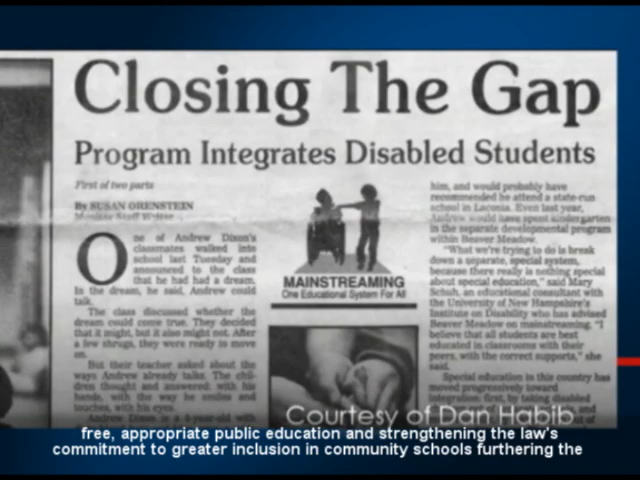 Closing The Gap
Program Integrates Disabled Students
First of two parts
By SUSAN ORENSTEIN
Monitor Staff Writer
One of Andrew Dixon's
classmates walked into
school last Tuesday and
announced to the class
that he had had a dream.
In the dream, he said, Andrew could
talk.
The class discussed whether the
dream could come true. They decided
that it might, but it also might not. After
a few shrugs, they were ready to move
on.
But their teacher asked about the
ways Andrew already talks. The chil-
dren thought and answered: with his
hands, with the way he smiles and
touches, with his eyes.
Andrew Dixon is a 6-year-old with
MAINSTREAMING
One Educational System For All
him, and would probably have
recommended he attend a state-run
school in Laconia. Even last year,
Andrew would have spent kindergarten
in the separate developmental program
within Beaver Meadow.
"What we're trying to do is break
down a separate, special system,
because there really is nothing special
about special education," said Mary
Schuh, an educational consultant with
the University of New Hampshire's
Institute on Disability who has advised
Beaver Meadow on mainstreaming. "I
believe that all students are best
educated in classrooms with their
peers, with the correct supports," she
said.
Special education in this country has
moved progressively toward
integration: first, by taking disabled
Courtesy of Dan Habib
free, appropriate public education and strengthening the law's
commitment to greater inclusion in community schools furthering the